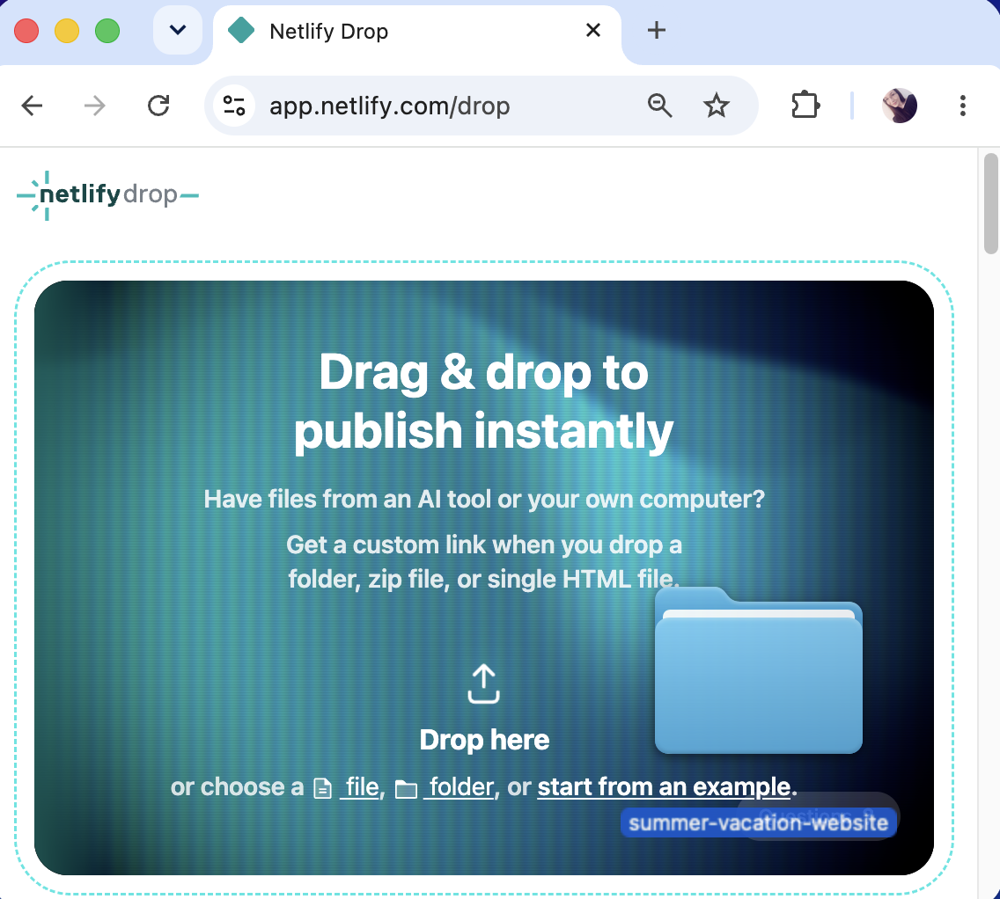 Netlify Drop
app.netlify.com/drop
netlify drop
Drag & drop to
publish instantly
Have files from an AI tool or your own computer?
Get a custom link when you drop a
folder, zip file, or single HTML file.
Drop here
or choose a file, folder, or start from an example.
summer-vacation-website